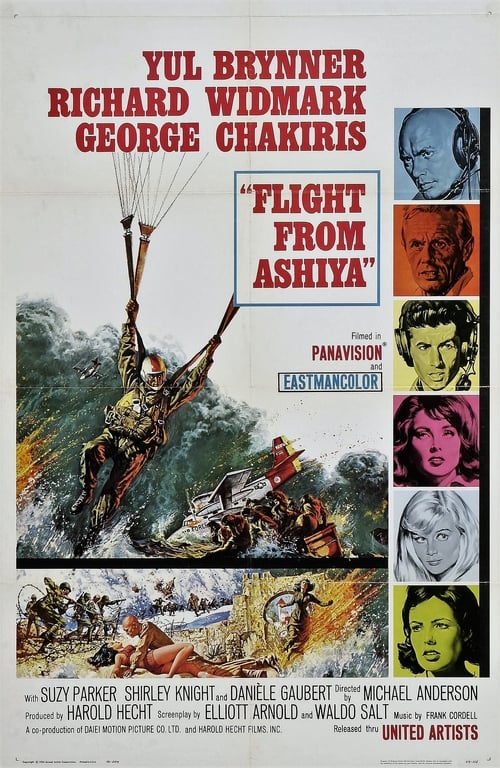 YUL BRYNNER
RICHARD WIDMARK
GEORGE CHAKIRIS
"FLIGHT
FROM
ASHIYA"
Filmed in
PANAVISION®
and
EASTMANCOLOR
With SUZY PARKER SHIRLEY KNIGHT and DANIÈLE GAUBERT Directed by MICHAEL ANDERSON
Produced by HAROLD HECHT Screenplay by ELLIOTT ARNOLD and WALDO SALT Music by FRANK CORDELL
A co-production of DAIEI MOTION PICTURE CO. LTD. and HAROLD HECHT FILMS, INC. Released thru UNITED ARTISTS